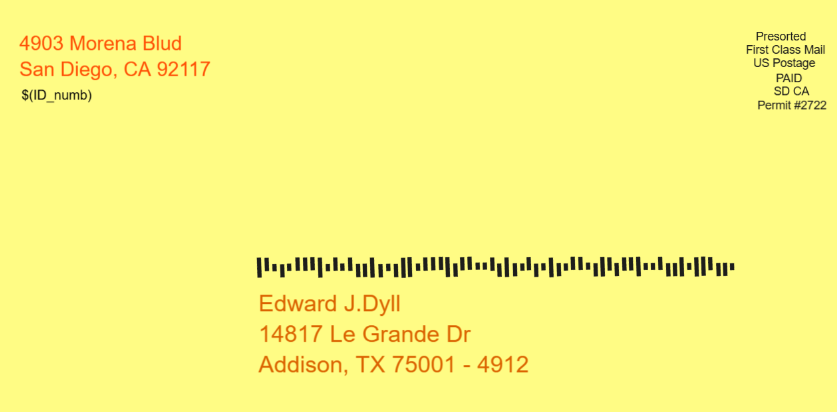 4903 Morena Blud
San Diego, CA 92117
$(ID_numb)
Presorted
First Class Mail
US Postage
PAID
SD CA
Permit #2722
Edward J.Dyll
14817 Le Grande Dr
Addison, TX 75001 - 4912